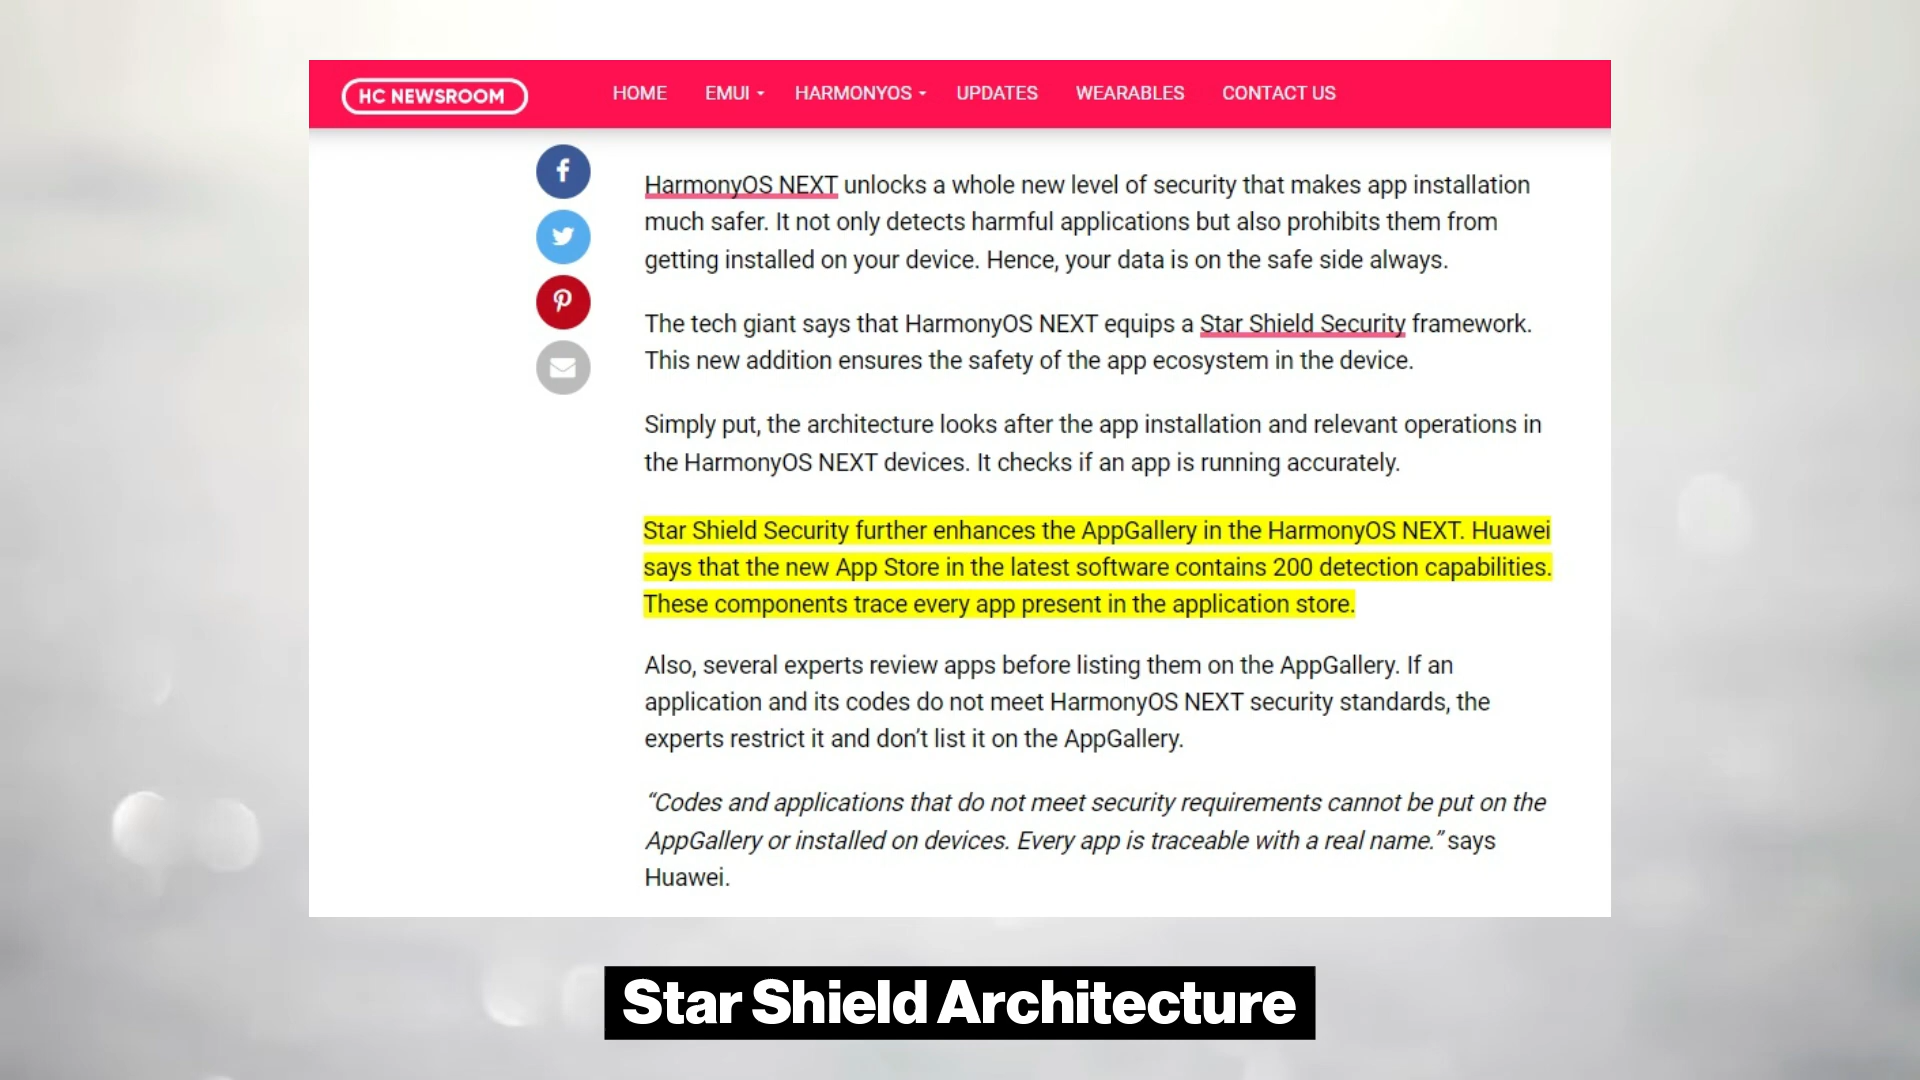 HC NEWSROOM
HOME EMUI HARMONYOS UPDATES WEARABLES CONTACT US
HarmonyOS NEXT unlocks a whole new level of security that makes app installation
much safer. It not only detects harmful applications but also prohibits them from
getting installed on your device. Hence, your data is on the safe side always.
The tech giant says that HarmonyOS NEXT equips a Star Shield Security framework.
This new addition ensures the safety of the app ecosystem in the device.
Simply put, the architecture looks after the app installation and relevant operations in
the HarmonyOS NEXT devices. It checks if an app is running accurately.
Star Shield Security further enhances the AppGallery in the HarmonyOS NEXT. Huawei
says that the new App Store in the latest software contains 200 detection capabilities.
These components trace every app present in the application store.
Also, several experts review apps before listing them on the AppGallery. If an
application and its codes do not meet HarmonyOS NEXT security standards, the
experts restrict it and don’t list it on the AppGallery.
“Codes and applications that do not meet security requirements cannot be put on the
AppGallery or installed on devices. Every app is traceable with a real name.” says
Huawei.
Star Shield Architecture